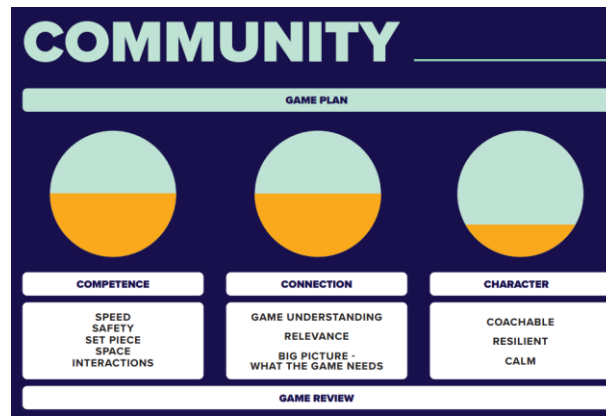 COMMUNITY
GAME PLAN
COMPETENCE
CONNECTION
CHARACTER
SPEED
SAFETY
SET PIECE
SPACE
INTERACTIONS
GAME UNDERSTANDING
RELEVANCE
BIG PICTURE -
WHAT THE GAME NEEDS
COACHABLE
RESILIENT
CALM
GAME REVIEW